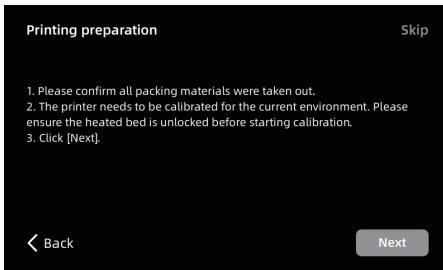 Printing preparation
Skip
1. Please confirm all packing materials were taken out.
2. The printer needs to be calibrated for the current environment. Please
ensure the heated bed is unlocked before starting calibration.
3. Click [Next].
Back
Next